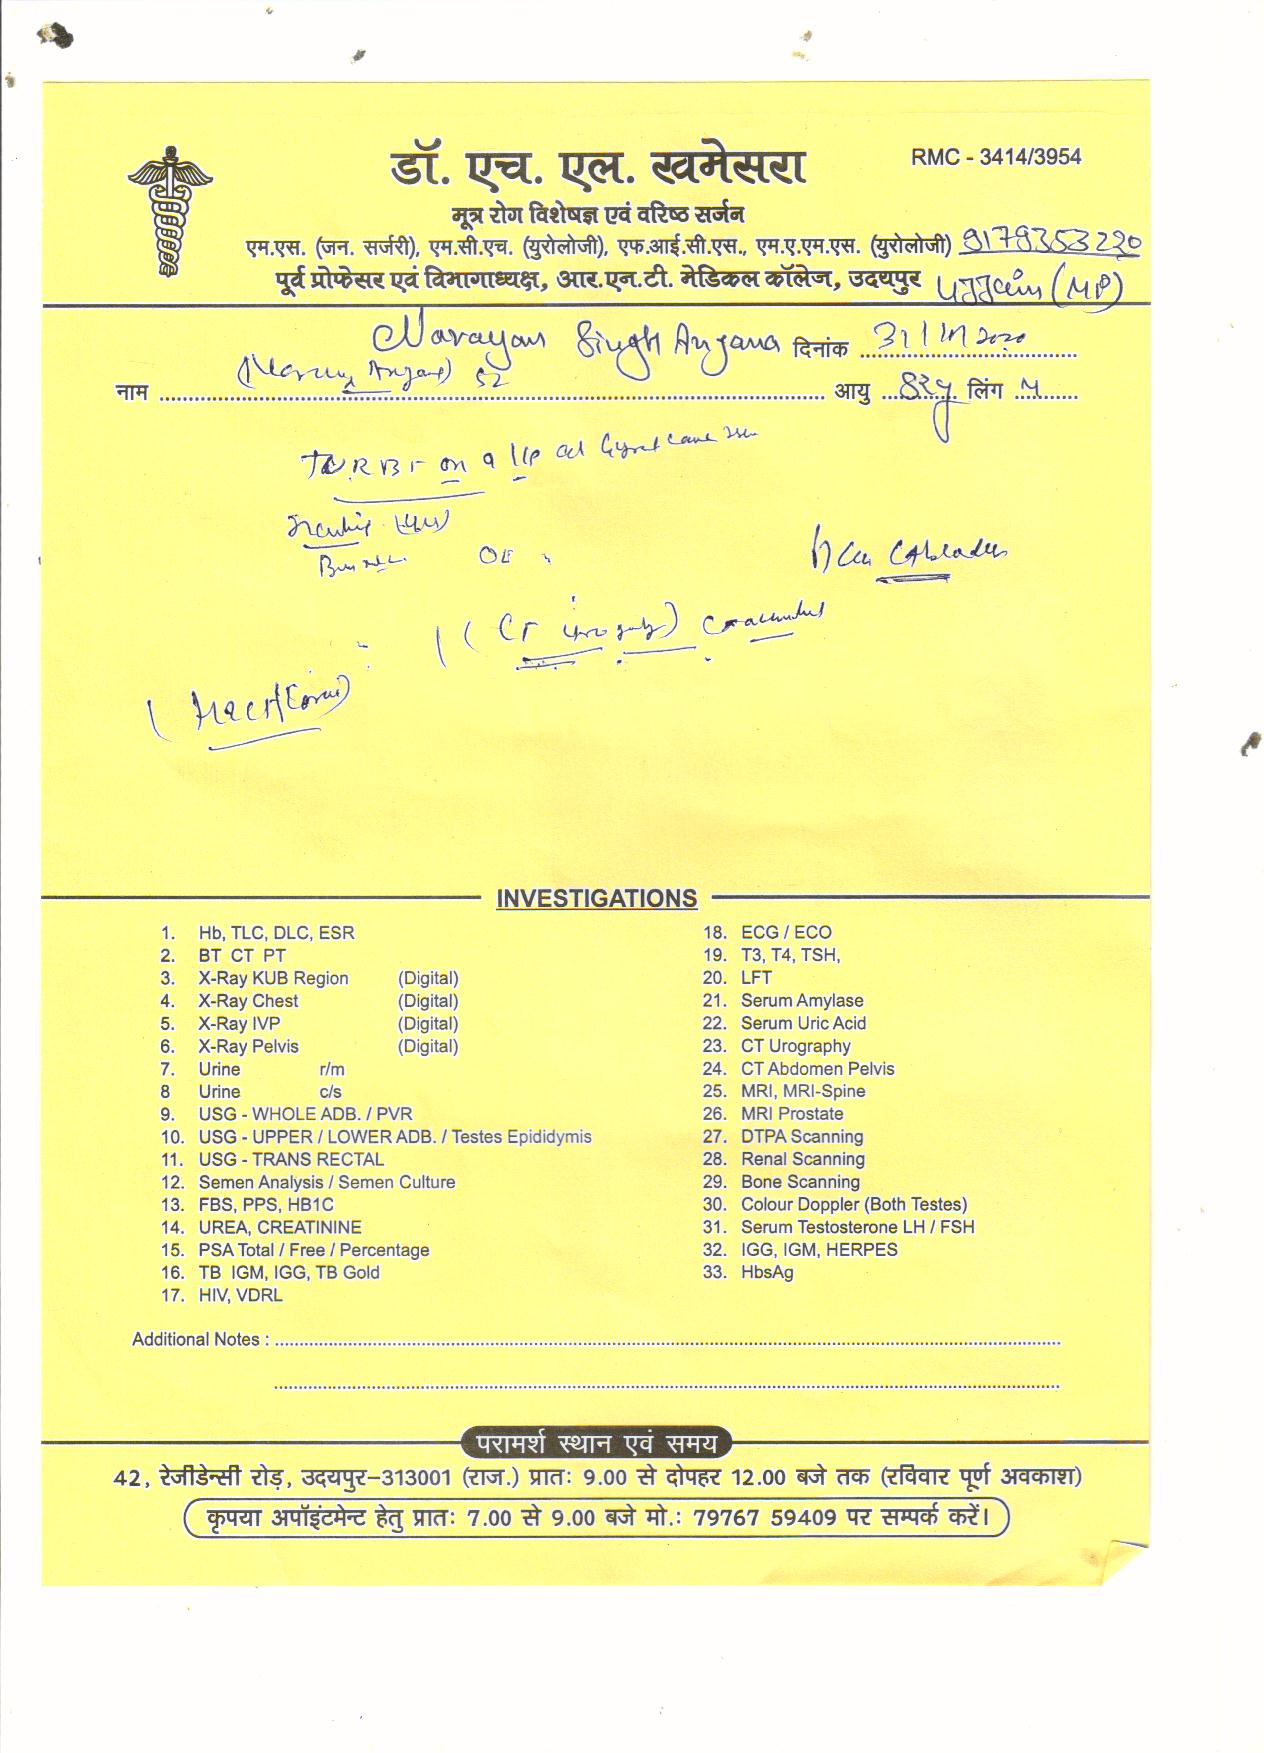 डॉ. एच. एल. खमेसरा
RMC - 3414/3954
मूत्र रोग विशेषज्ञ एवं वरिष्ठ सर्जन
एम.एस. (जन. सर्जरी), एम.सी.एच. (युरोलोजी), एफ.आई.सी.एस., एम.ए.एम.एस. (युरोलोजी) 9179353220
पूर्व प्रोफेसर एवं विभागाध्यक्ष, आर.एन.टी. मेडिकल कॉलेज, उदयपुर (MP)
Narayan Singh Anjana दिनांक
नाम 52 आयु लिंग M
TURBT on
OE
CT
INVESTIGATIONS
1. Hb, TLC, DLC, ESR
2. BT CT PT
3. X-Ray KUB Region (Digital)
4. X-Ray Chest (Digital)
5. X-Ray IVP (Digital)
6. X-Ray Pelvis (Digital)
7. Urine r/m
8 Urine c/s
9. USG - WHOLE ADB. / PVR
10. USG - UPPER / LOWER ADB. / Testes Epididymis
11. USG - TRANS RECTAL
12. Semen Analysis / Semen Culture
13. FBS, PPS, HB1C
14. UREA, CREATININE
15. PSA Total / Free / Percentage
16. TB IGM, IGG, TB Gold
17. HIV, VDRL
18. ECG / ECO
19. T3, T4, TSH,
20. LFT
21. Serum Amylase
22. Serum Uric Acid
23. CT Urography
24. CT Abdomen Pelvis
25. MRI, MRI-Spine
26. MRI Prostate
27. DTPA Scanning
28. Renal Scanning
29. Bone Scanning
30. Colour Doppler (Both Testes)
31. Serum Testosterone LH / FSH
32. IGG, IGM, HERPES
33. HbsAg
Additional Notes :
परामर्श स्थान एवं समय
42, रेजीडेन्सी रोड़, उदयपुर-313001 (राज.) प्रातः 9.00 से दोपहर 12.00 बजे तक (रविवार पूर्ण अवकाश)
कृपया अपॉइंटमेन्ट हेतु प्रातः 7.00 से 9.00 बजे मो.: 79767 59409 पर सम्पर्क करें।